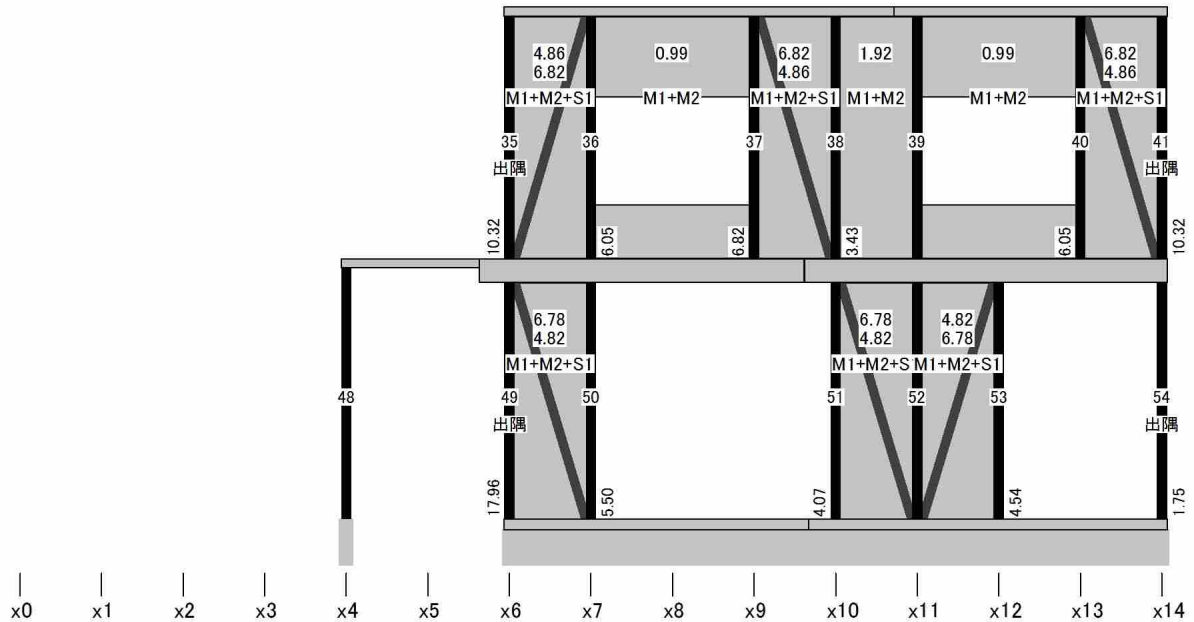 4.86
6.82
0.99
6.82
4.86
1.92
0.99
6.82
4.86
M1+M2+S1
M1+M2
M1+M2+S1
M1+M2
M1+M2
M1+M2+S1
35
36
37
38
39
40
41
出隅
出隅
10.32
6.05
6.82
3.43
6.05
10.32
6.78
4.82
6.78
4.82
4.82
6.78
M1+M2+S1
M1+M2+S
M1+M2+S1
48
49
50
51
52
53
54
出隅
出隅
17.96
5.50
4.07
4.54
1.75
x0
x1
x2
x3
x4
x5
x6
x7
x8
x9
x10
x11
x12
x13
x14